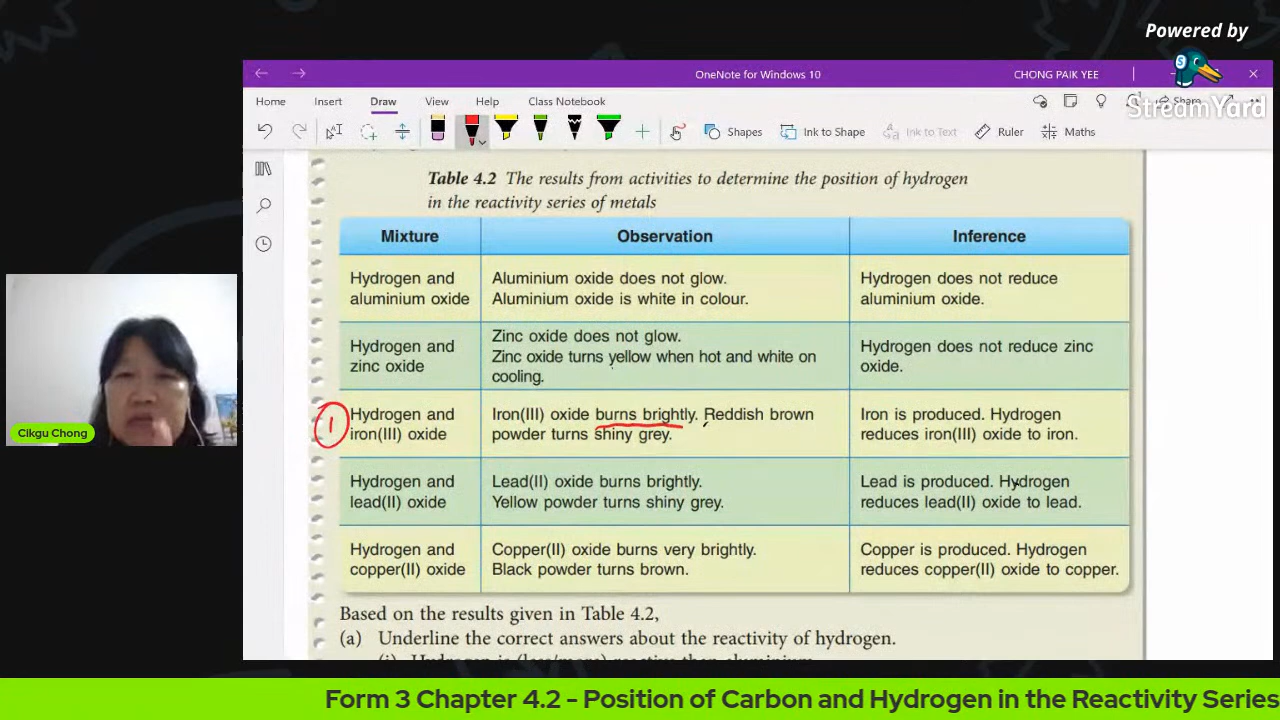 Powered by
StreamYard
OneNote for Windows 10
CHONG PAIK YEE
Home Insert Draw View Help Class Notebook
Share
Shapes Ink to Shape Ink to Text Ruler Maths
Table 4.2 The results from activities to determine the position of hydrogen
in the reactivity series of metals
Mixture Observation Inference
Hydrogen and
aluminium oxide
Aluminium oxide does not glow.
Aluminium oxide is white in colour.
Hydrogen does not reduce
aluminium oxide.
Hydrogen and
zinc oxide
Zinc oxide does not glow.
Zinc oxide turns yellow when hot and white on
cooling.
Hydrogen does not reduce zinc
oxide.
1
Hydrogen and
iron(III) oxide
Iron(III) oxide burns brightly. Reddish brown
powder turns shiny grey.
Iron is produced. Hydrogen
reduces iron(III) oxide to iron.
Hydrogen and
lead(II) oxide
Lead(II) oxide burns brightly.
Yellow powder turns shiny grey.
Lead is produced. Hydrogen
reduces lead(II) oxide to lead.
Hydrogen and
copper(II) oxide
Copper(II) oxide burns very brightly.
Black powder turns brown.
Copper is produced. Hydrogen
reduces copper(II) oxide to copper.
Based on the results given in Table 4.2,
(a) Underline the correct answers about the reactivity of hydrogen.
(i) Hydrogen is (less/more) reactive than aluminium
Cikgu Chong
Form 3 Chapter 4.2 - Position of Carbon and Hydrogen in the Reactivity Series